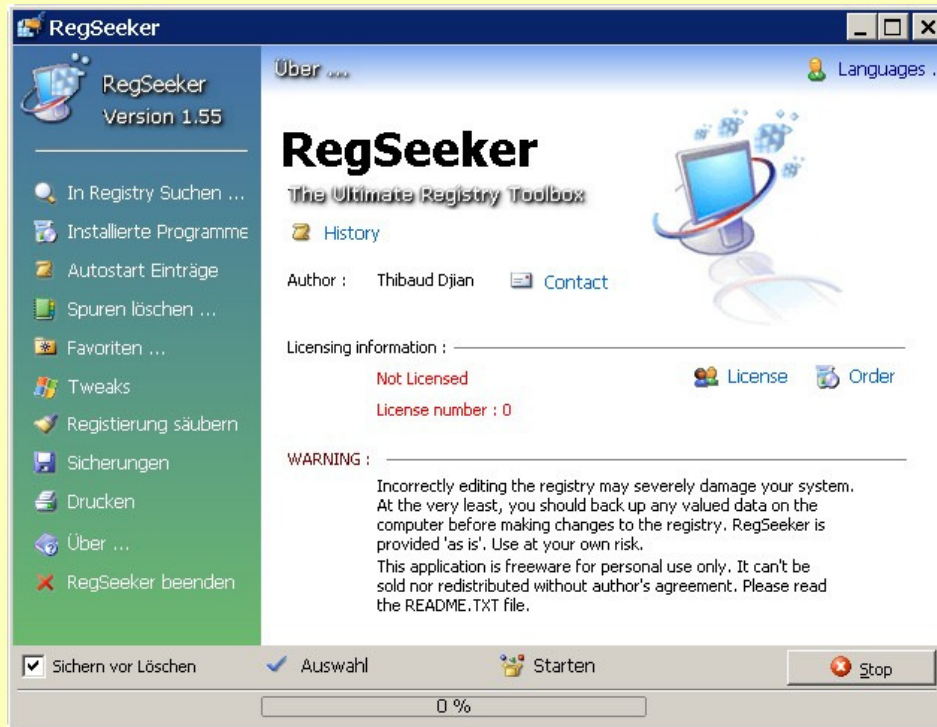 RegSeeker
RegSeeker
Version 1.55
In Registry Suchen ...
Installierte Programme
Autostart Einträge
Spuren löschen ...
Favoriten ...
Tweaks
Registierung säubern
Sicherungen
Drucken
Über ...
RegSeeker beenden
Über ...
Languages .
RegSeeker
The Ultimate Registry Toolbox
History
Author : Thibaud Djian Contact
Licensing information :
Not Licensed
License number : 0
License Order
WARNING :
Incorrectly editing the registry may severely damage your system.
At the very least, you should back up any valued data on the
computer before making changes to the registry. RegSeeker is
provided 'as is'. Use at your own risk.
This application is freeware for personal use only. It can't be
sold nor redistributed without author's agreement. Please read
the README.TXT file.
Sichern vor Löschen Auswahl Starten Stop
0 %